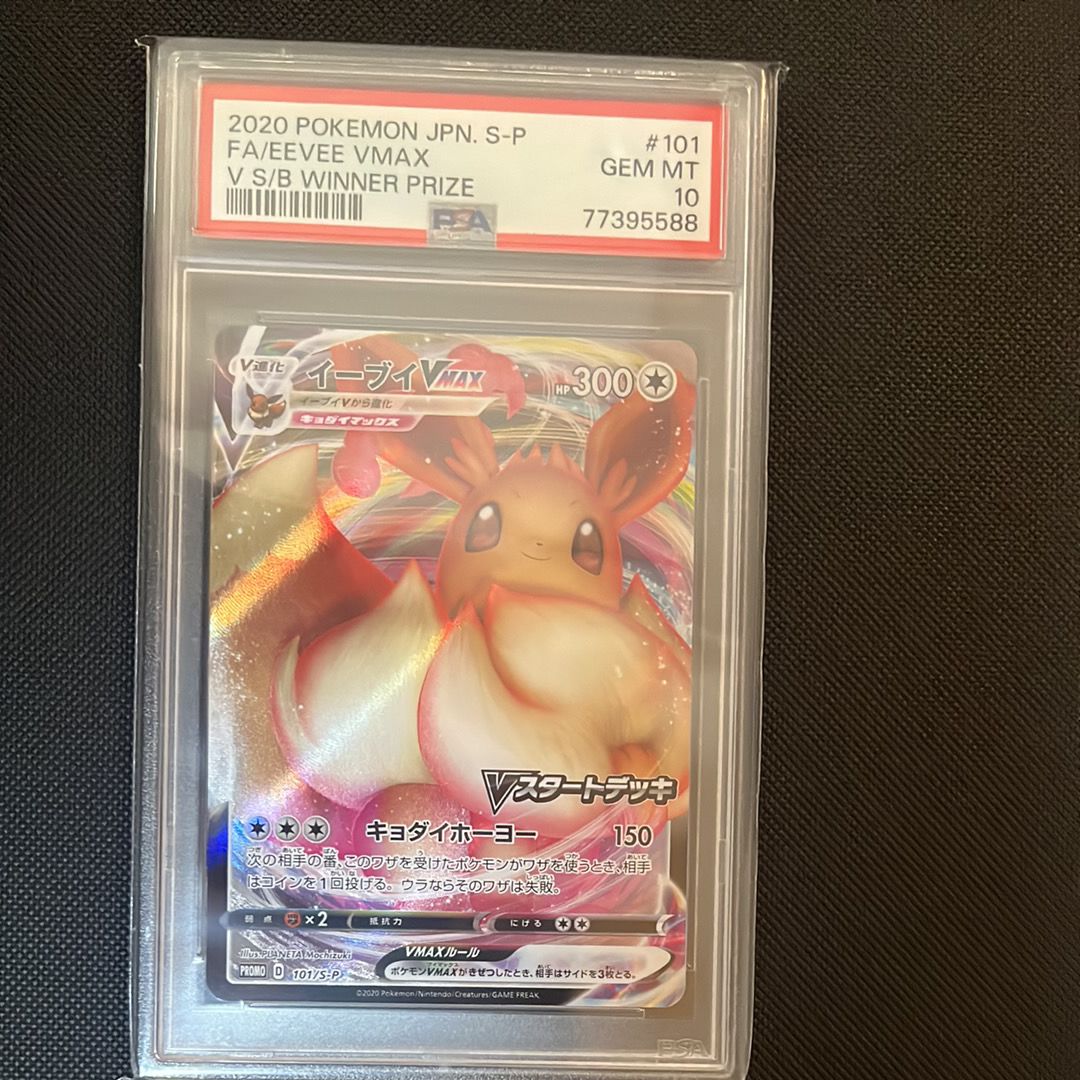 2020 POKEMON JPN. S-P #101
FA/EEVEE VMAX GEM MT
V S/B WINNER PRIZE 10
77395588
PSA
V進化
イーブイVMAX HP300
イーブイVから進化
キョダイマックス
Vスタートデッキ
キョダイホーヨー 150
次の相手の番、このワザを受けたポケモンがワザを使うとき、相手
はコインを1回投げる。ウラならそのワザは失敗。
弱点 ×2 抵抗力 にげる
Illus.PLANETA Mochizuki
VMAXルール
PROMO D 101/S-P
ポケモンVMAXがきぜつしたとき、相手はサイドを3枚とる。
©2020 Pokémon/Nintendo/Creatures/GAME FREAK
PSA